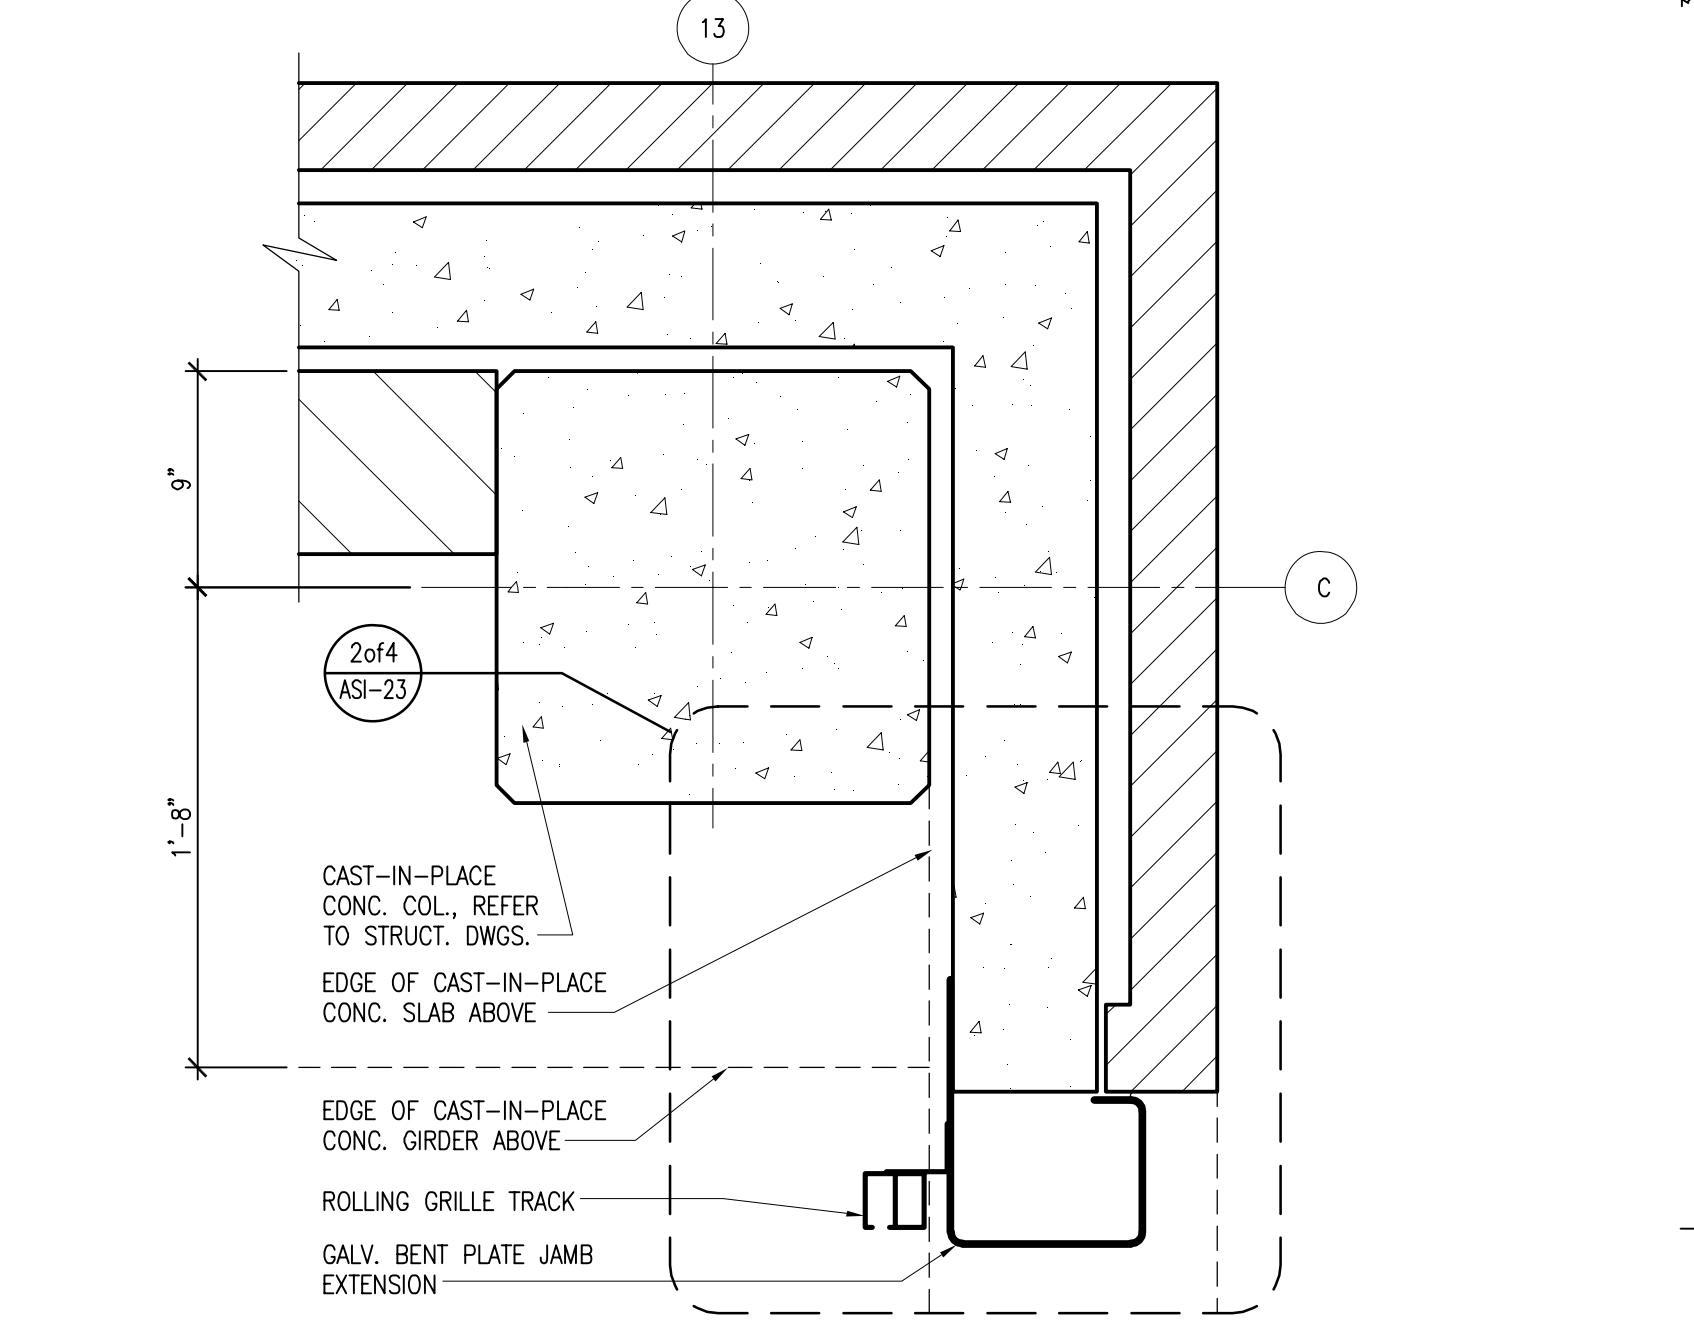 13
9"
C
2of4
ASI-23
1'-8"
CAST-IN-PLACE
CONC. COL., REFER
TO STRUCT. DWGS.
EDGE OF CAST-IN-PLACE
CONC. SLAB ABOVE
EDGE OF CAST-IN-PLACE
CONC. GIRDER ABOVE
ROLLING GRILLE TRACK
GALV. BENT PLATE JAMB
EXTENSION